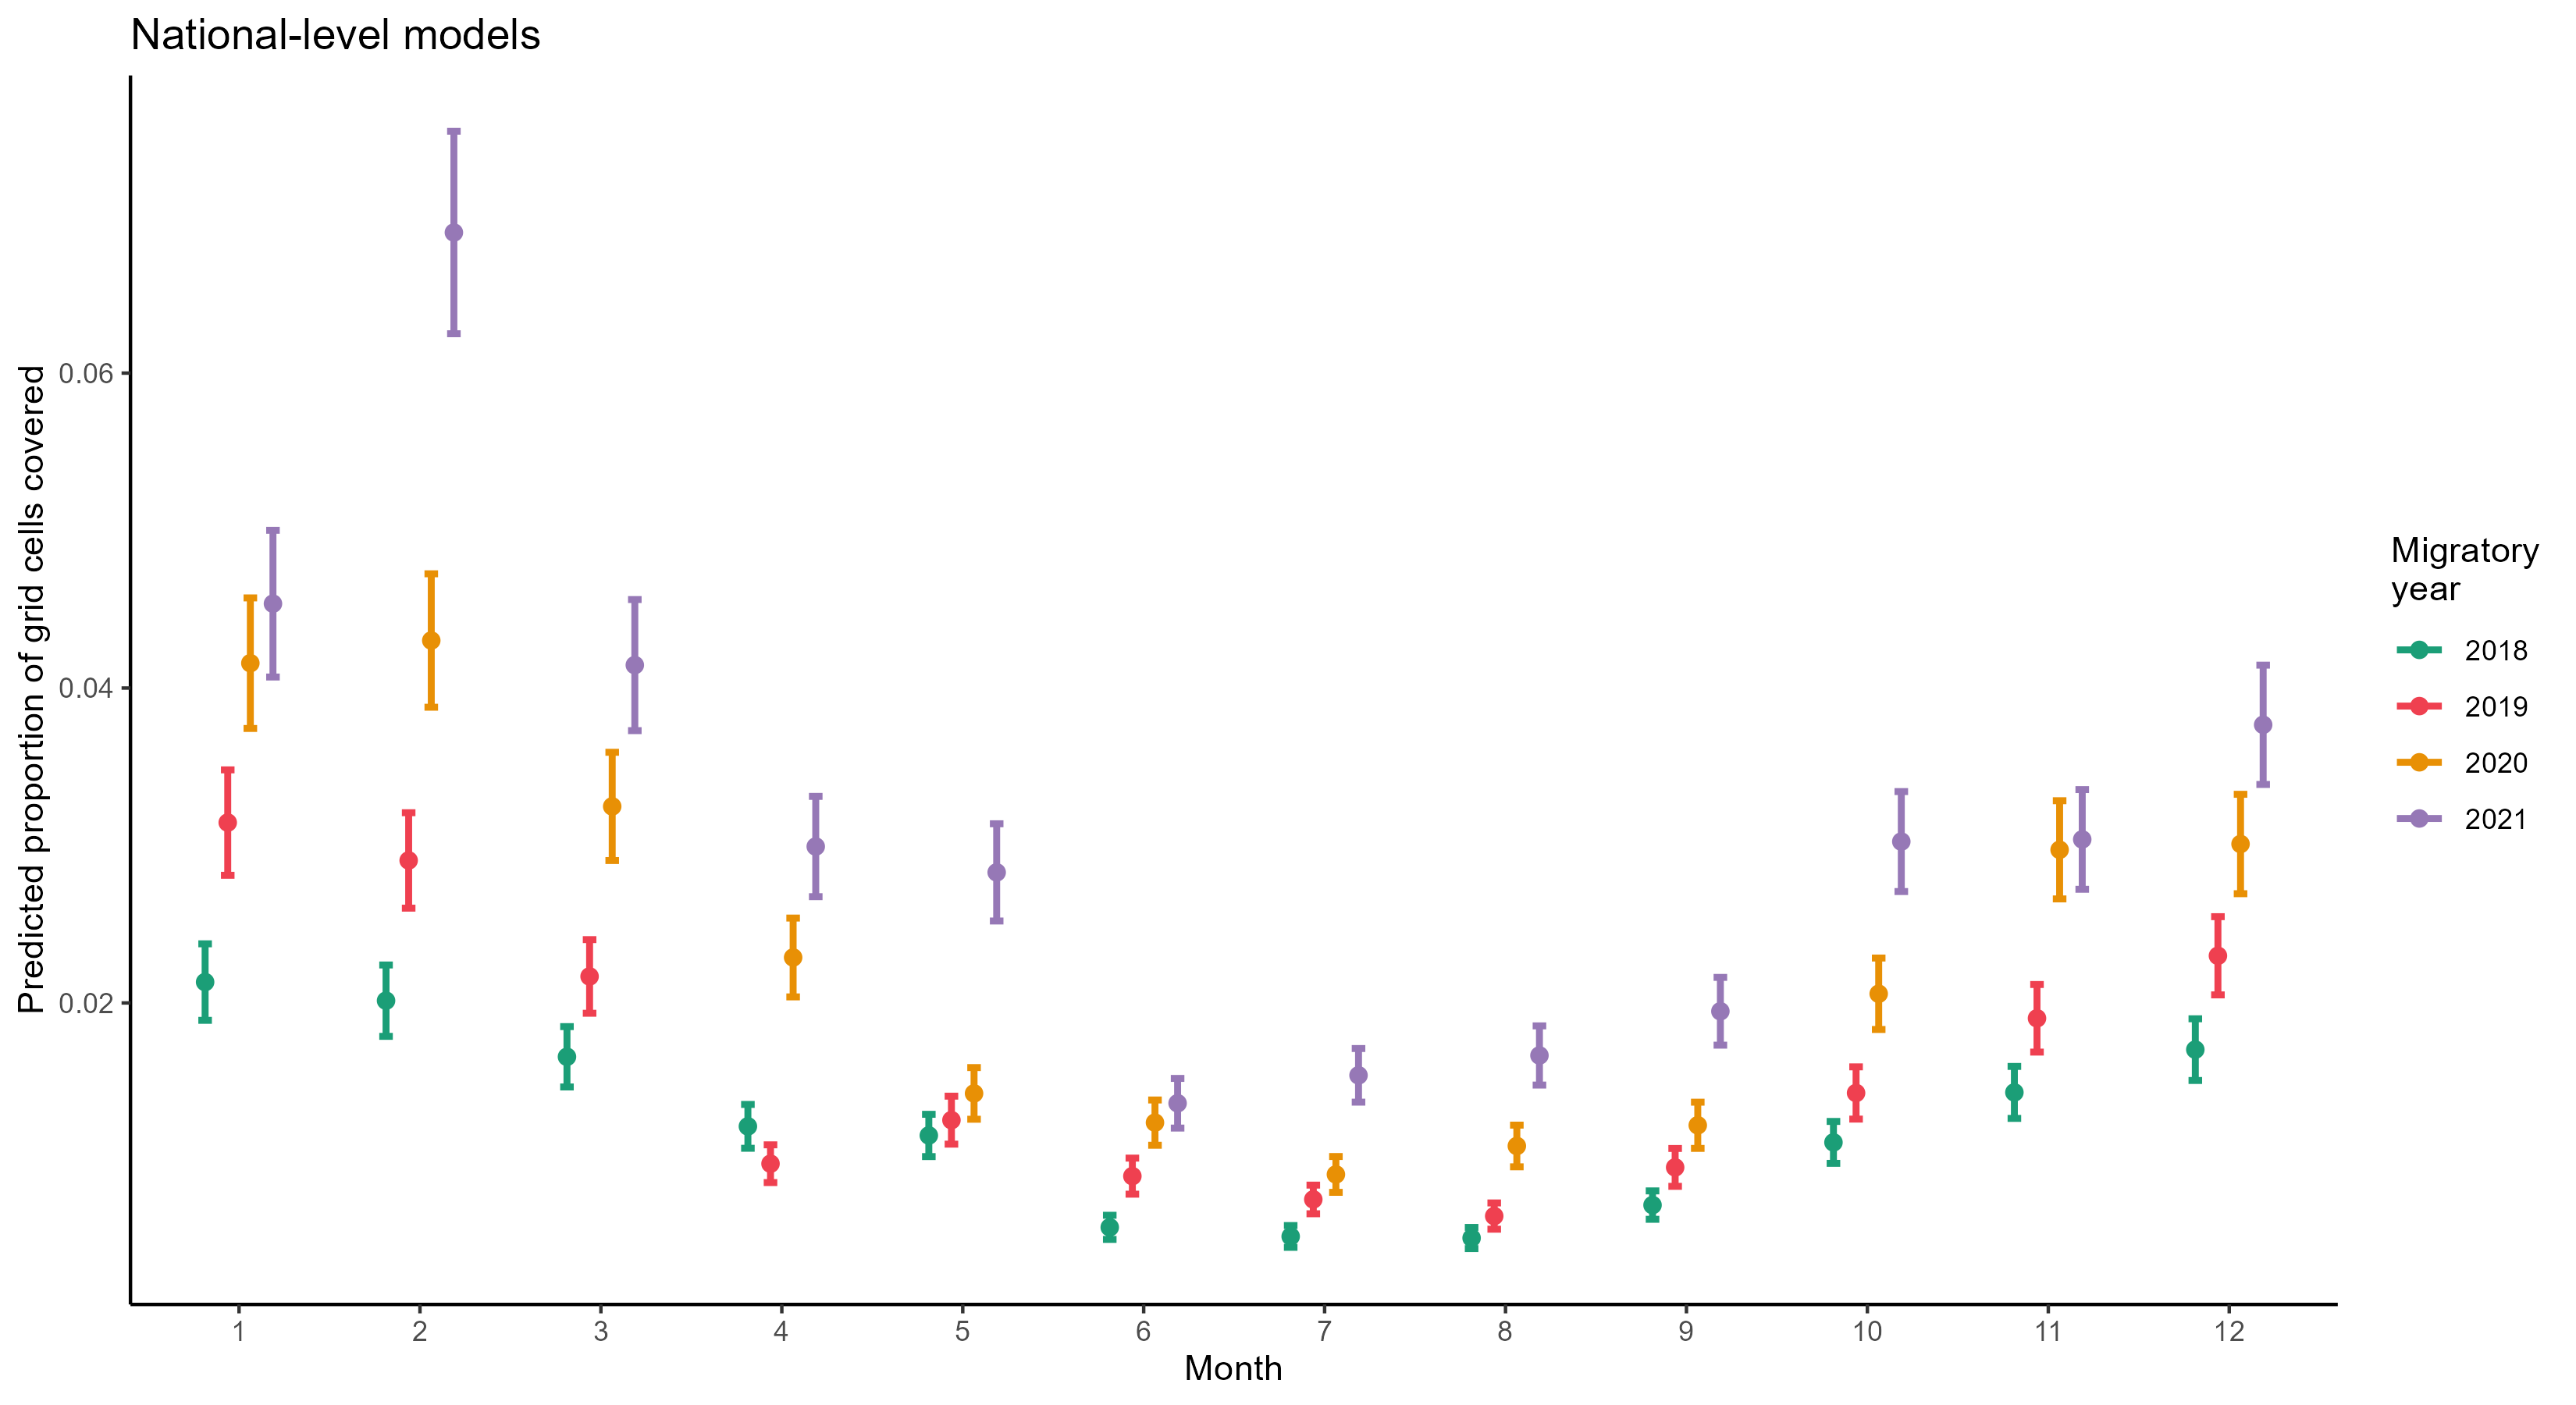 National-level models
Predicted proportion of grid cells covered
0.06
0.04
0.02
1 2 3 4 5 6 7 8 9 10 11 12
Month
Migratory
year
2018
2019
2020
2021